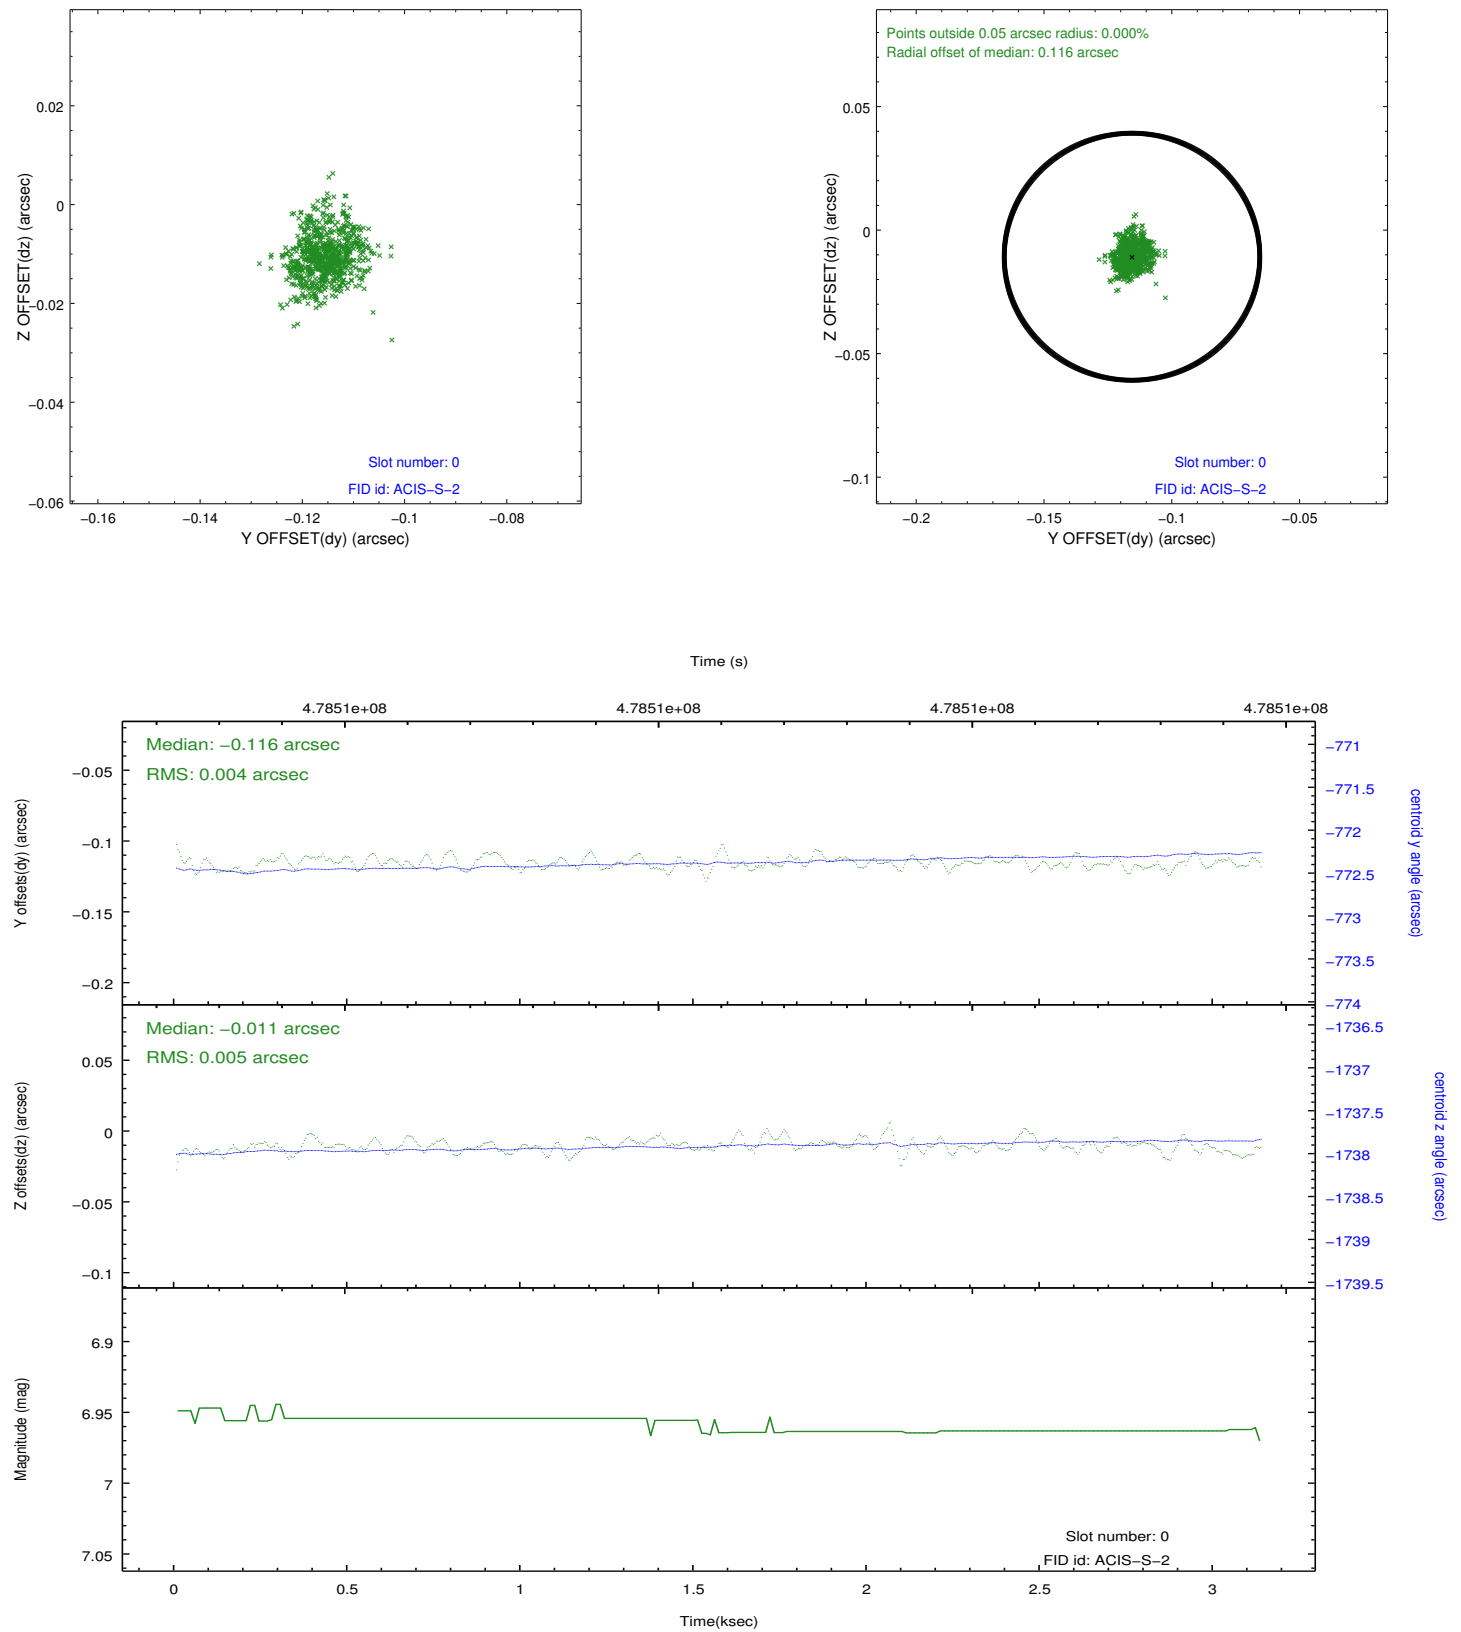 0.02
0
−0.02
−0.04
−0.06
Z OFFSET(dz) (arcsec)
Slot number: 0
FID id: ACIS−S−2
−0.16
−0.14
−0.12
−0.1
−0.08
Y OFFSET(dy) (arcsec)
Points outside 0.05 arcsec radius: 0.000%
Radial offset of median: 0.116 arcsec
0.05
0
−0.05
−0.1
Z OFFSET(dz) (arcsec)
Slot number: 0
FID id: ACIS−S−2
−0.2
−0.15
−0.1
−0.05
Y OFFSET(dy) (arcsec)
Time (s)
4.7851e+08
4.7851e+08
4.7851e+08
4.7851e+08
Median: −0.116 arcsec
RMS: 0.004 arcsec
−0.05
−0.1
−0.15
−0.2
Y offsets(dy) (arcsec)
−771
−771.5
−772
−772.5
−773
−773.5
−774
centroid y angle (arcsec)
Median: −0.011 arcsec
RMS: 0.005 arcsec
0.05
0
−0.05
−0.1
Z offsets(dz) (arcsec)
−1736.5
−1737
−1737.5
−1738
−1738.5
−1739
−1739.5
centroid z angle (arcsec)
6.9
6.95
7
7.05
Magnitude (mag)
Slot number: 0
FID id: ACIS−S−2
0
0.5
1
1.5
2
2.5
3
Time(ksec)